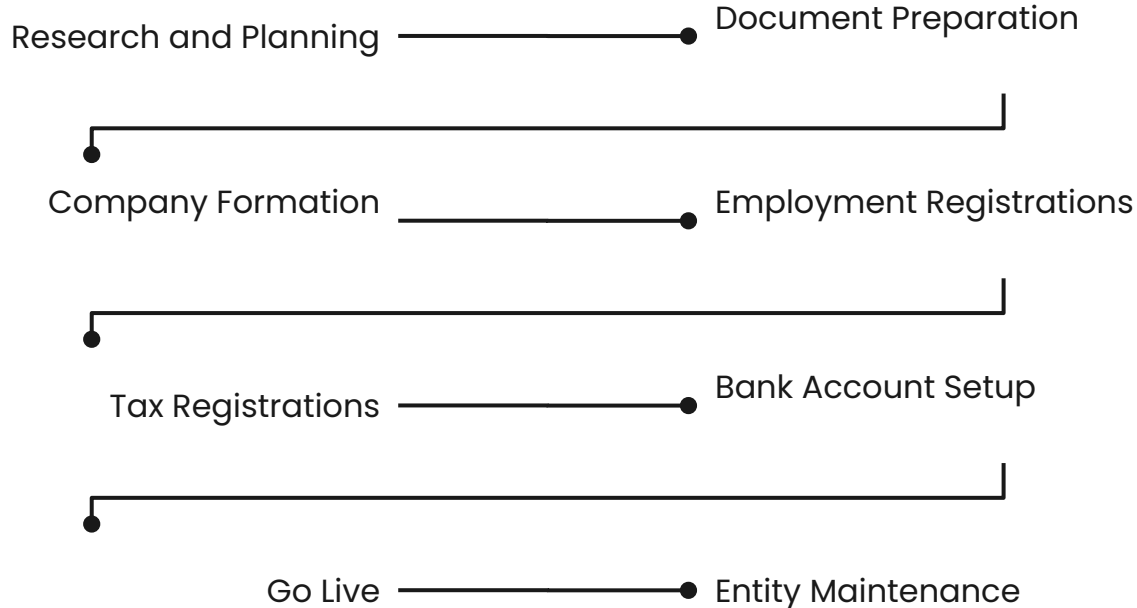 Research and Planning
Document Preparation
Company Formation
Employment Registrations
Tax Registrations
Bank Account Setup
Go Live
Entity Maintenance